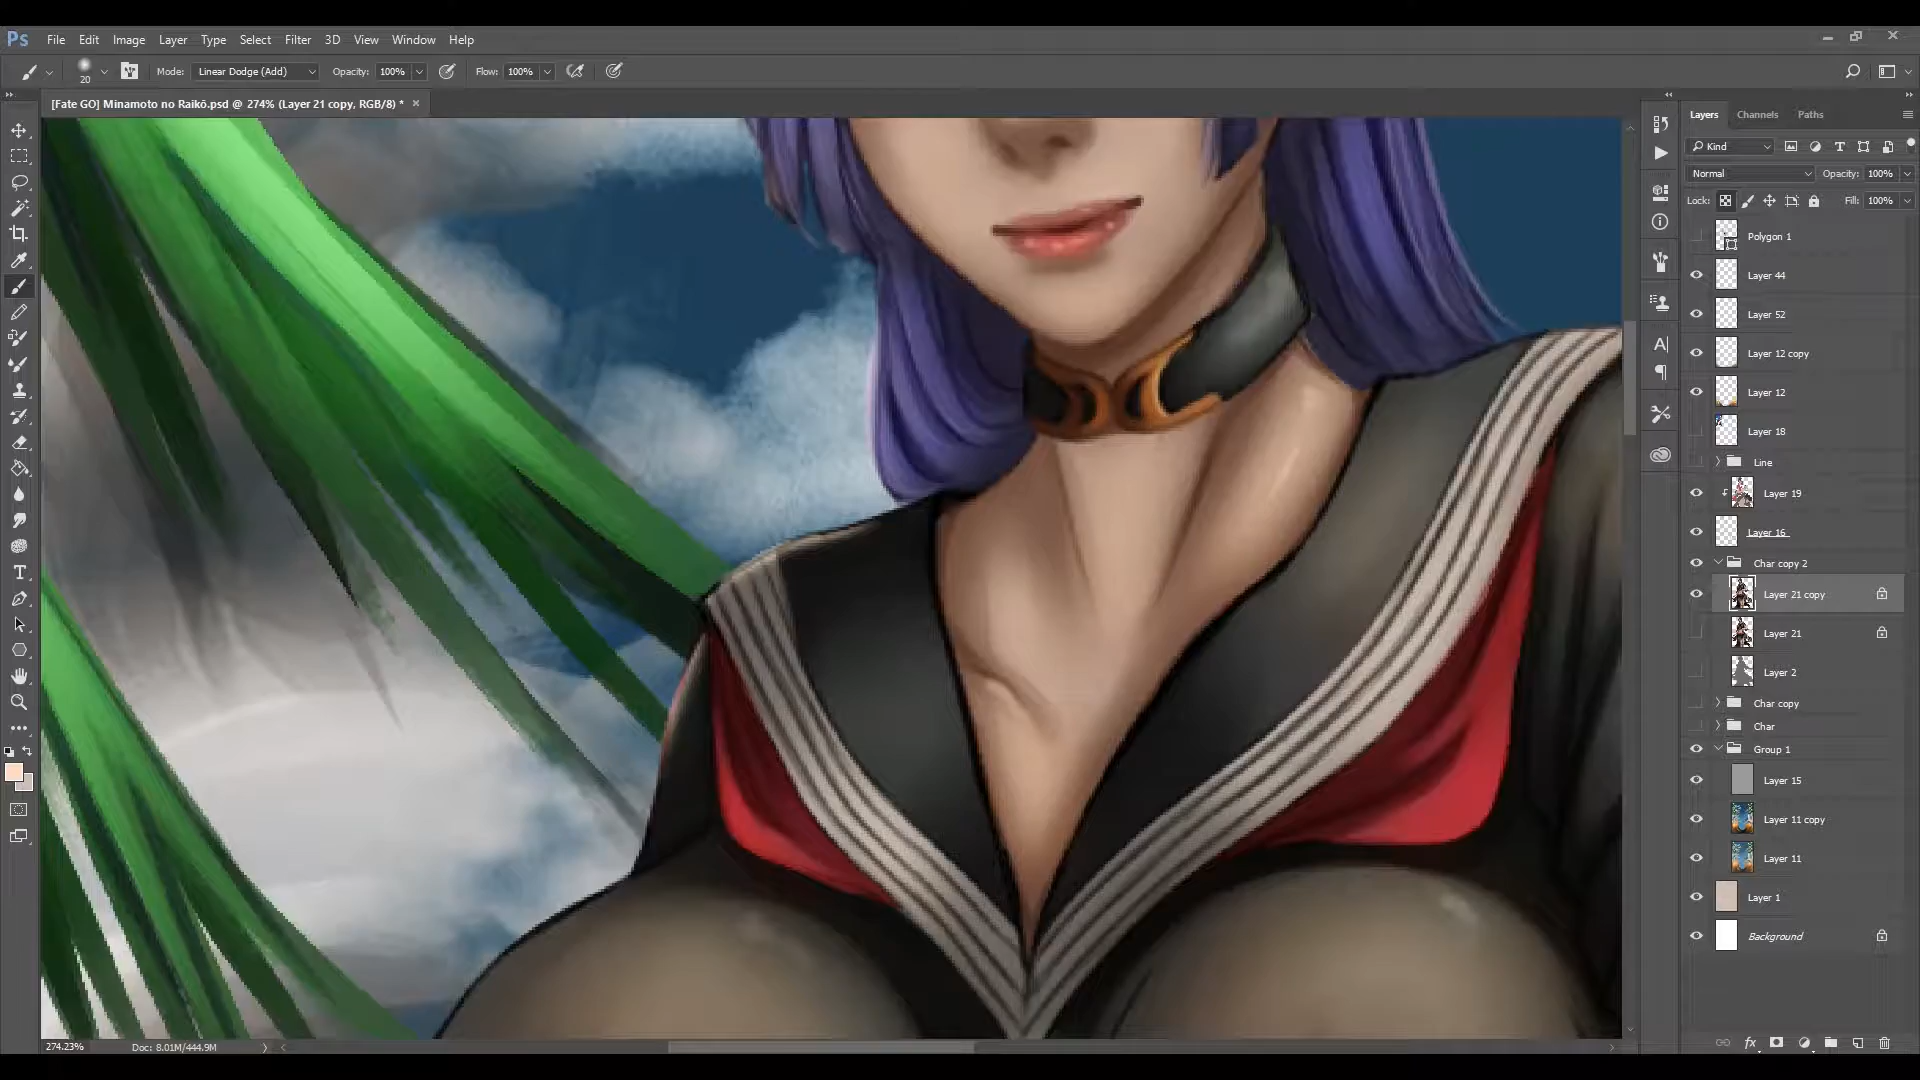 Ps File Edit Image Layer Type Select Filter 3D View Window Help
20 Mode: Linear Dodge (Add) Opacity: 100% Flow: 100%
[Fate GO] Minamoto no Raikō.psd @ 274% (Layer 21 copy, RGB/8) *
Layers Channels Paths
Kind
Normal Opacity: 100%
Lock: Fill: 100%
Polygon 1
Layer 44
Layer 52
Layer 12 copy
Layer 12
Layer 18
Line
Layer 19
Layer 16
Char copy 2
Layer 21 copy
Layer 21
Layer 2
Char copy
Char
Group 1
Layer 15
Layer 11 copy
Layer 11
Layer 1
Background
274.23% Doc: 8.01M/444.9M
fx